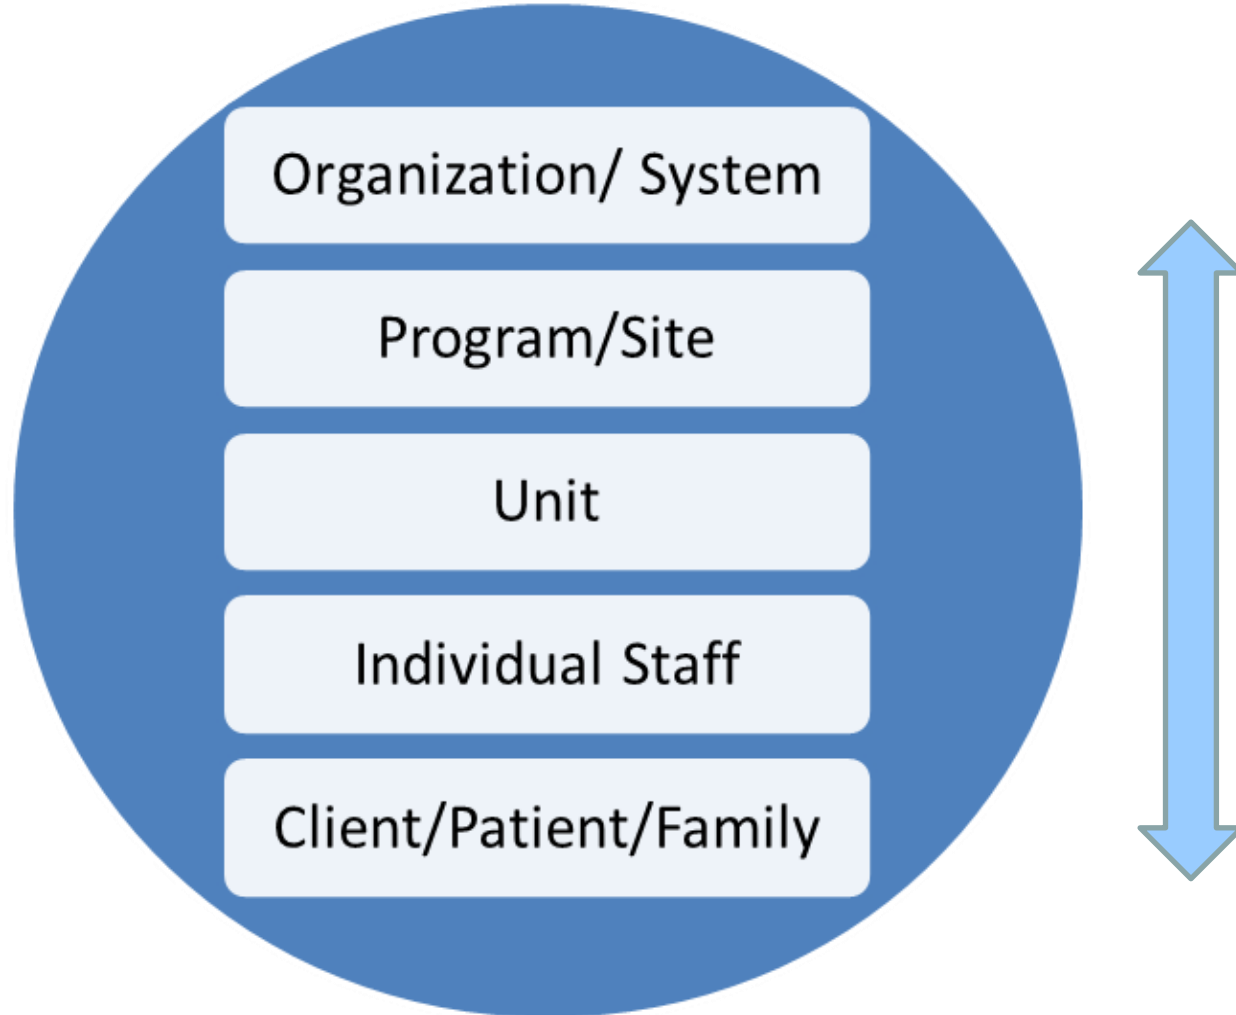 Organization/ System
Program/Site
Unit
Individual Staff
Client/Patient/Family